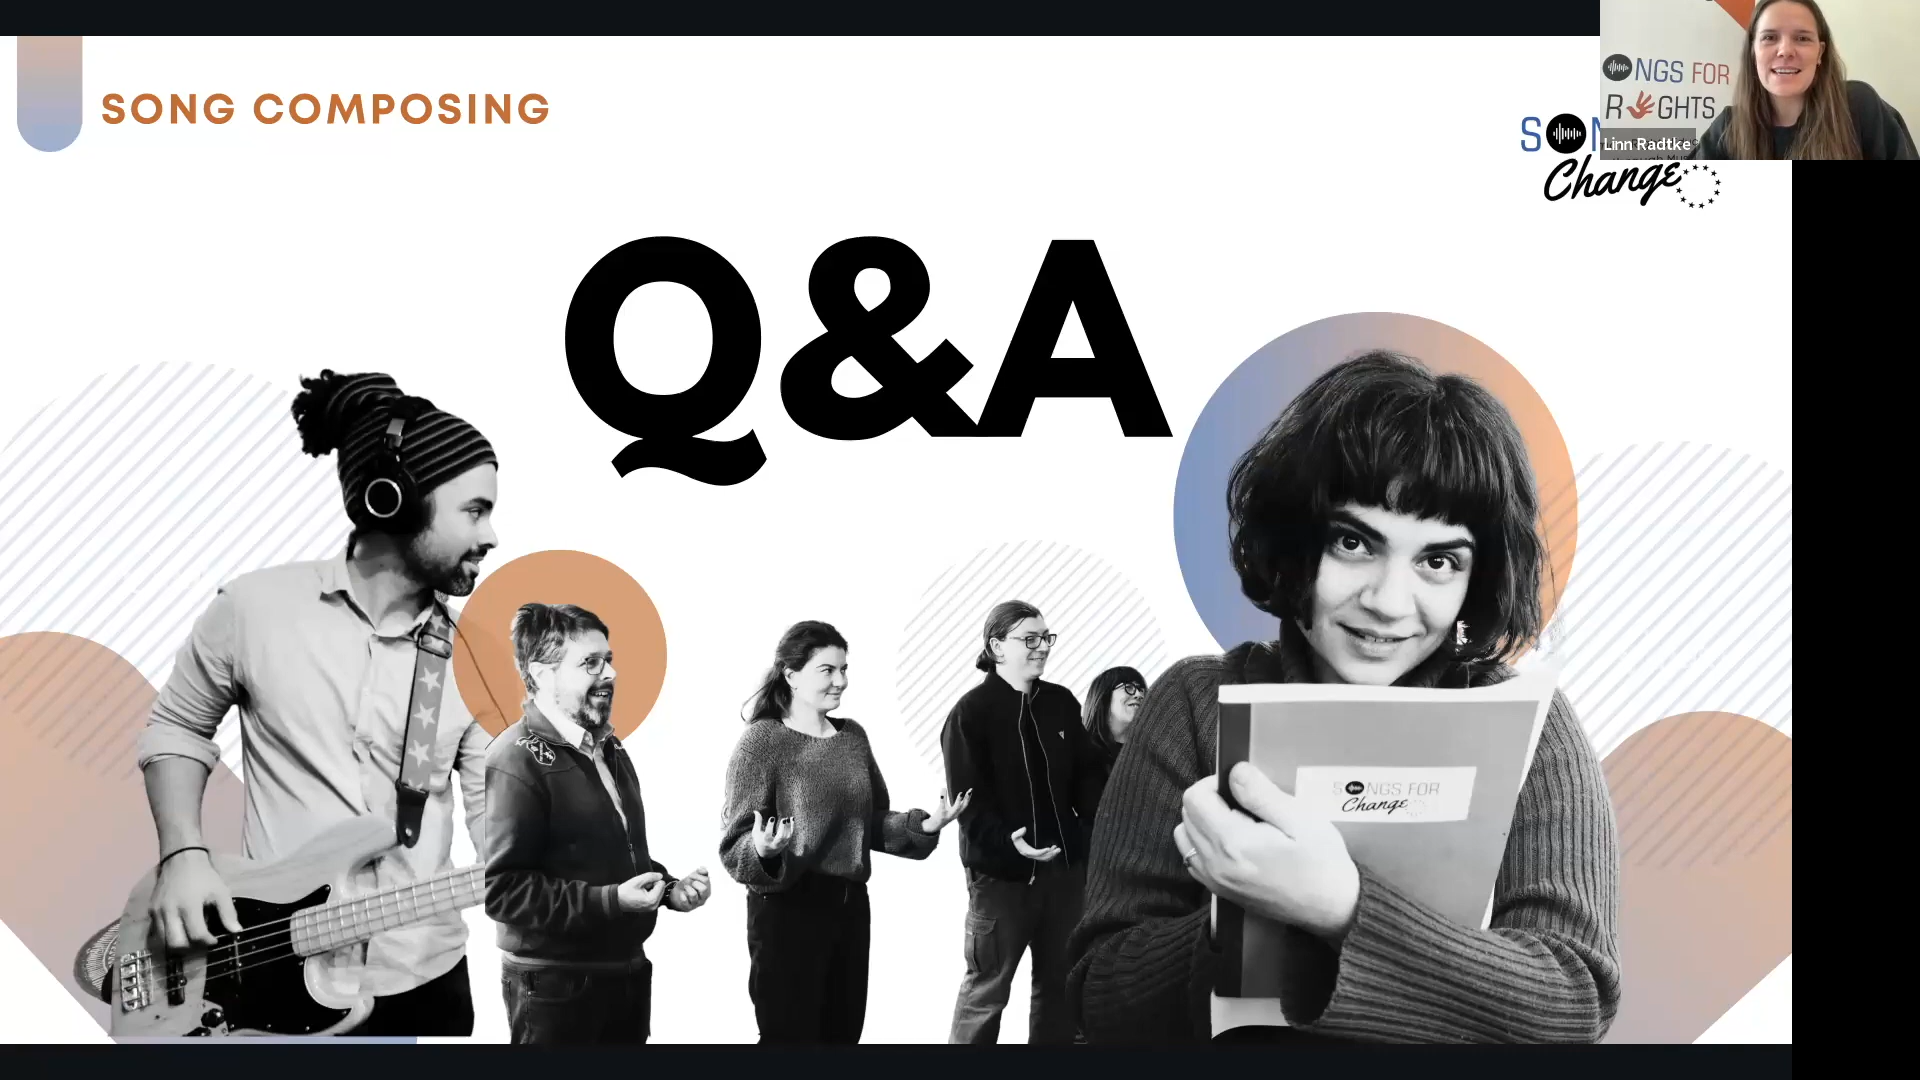 SONG COMPOSING
NGS FOR
R GHTS
Linn Radtke
S N
Change
Q&A
S NGS FOR
Change